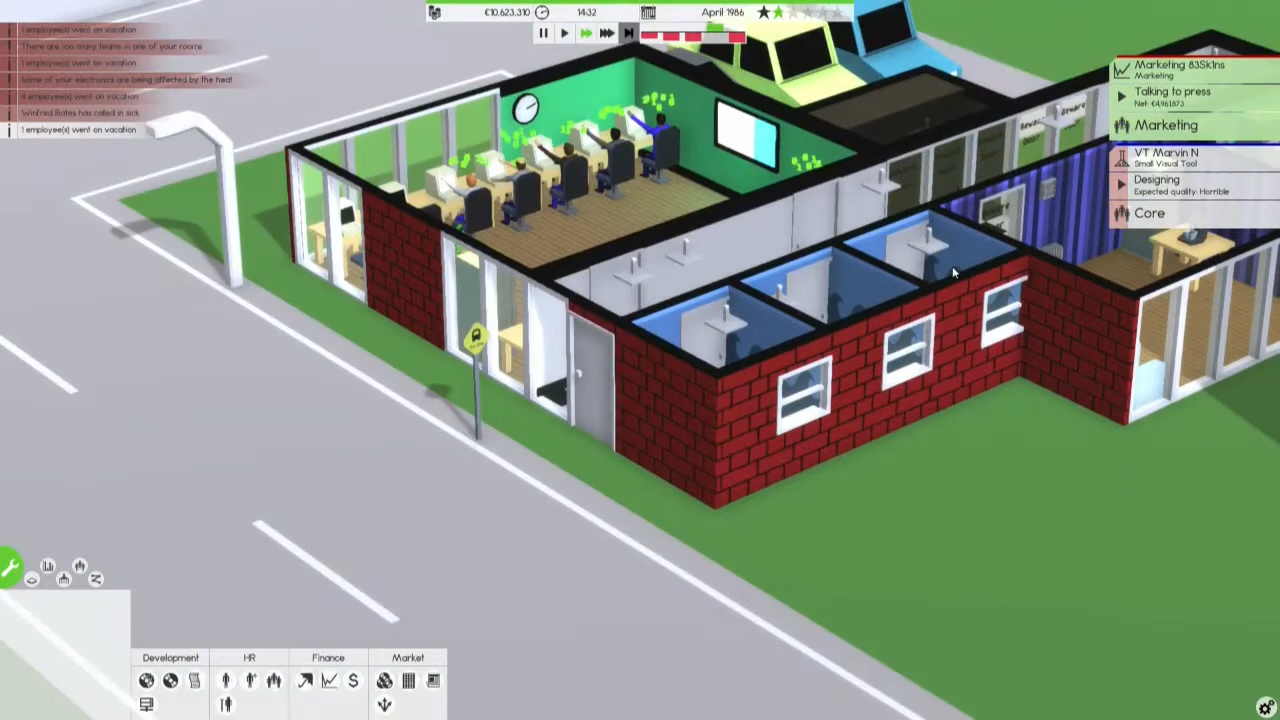 1 employee(s) went on vacation
There are too many teams in one of your rooms
1 employee(s) went on vacation
Some of your electronics are being affected by the heat
4 employee(s) went on vacation
Winfred Bates has called in sick
1 employee(s) went on vacation
€10,623,310
14:32
April 1986
Marketing 83Sk1ns
Marketing
Talking to press
Net: €4,961,673
Marketing
VT Marvin N
Small Visual Tool
Designing
Expected quality: Horrible
Core
Beware
Development
HR
Finance
Market